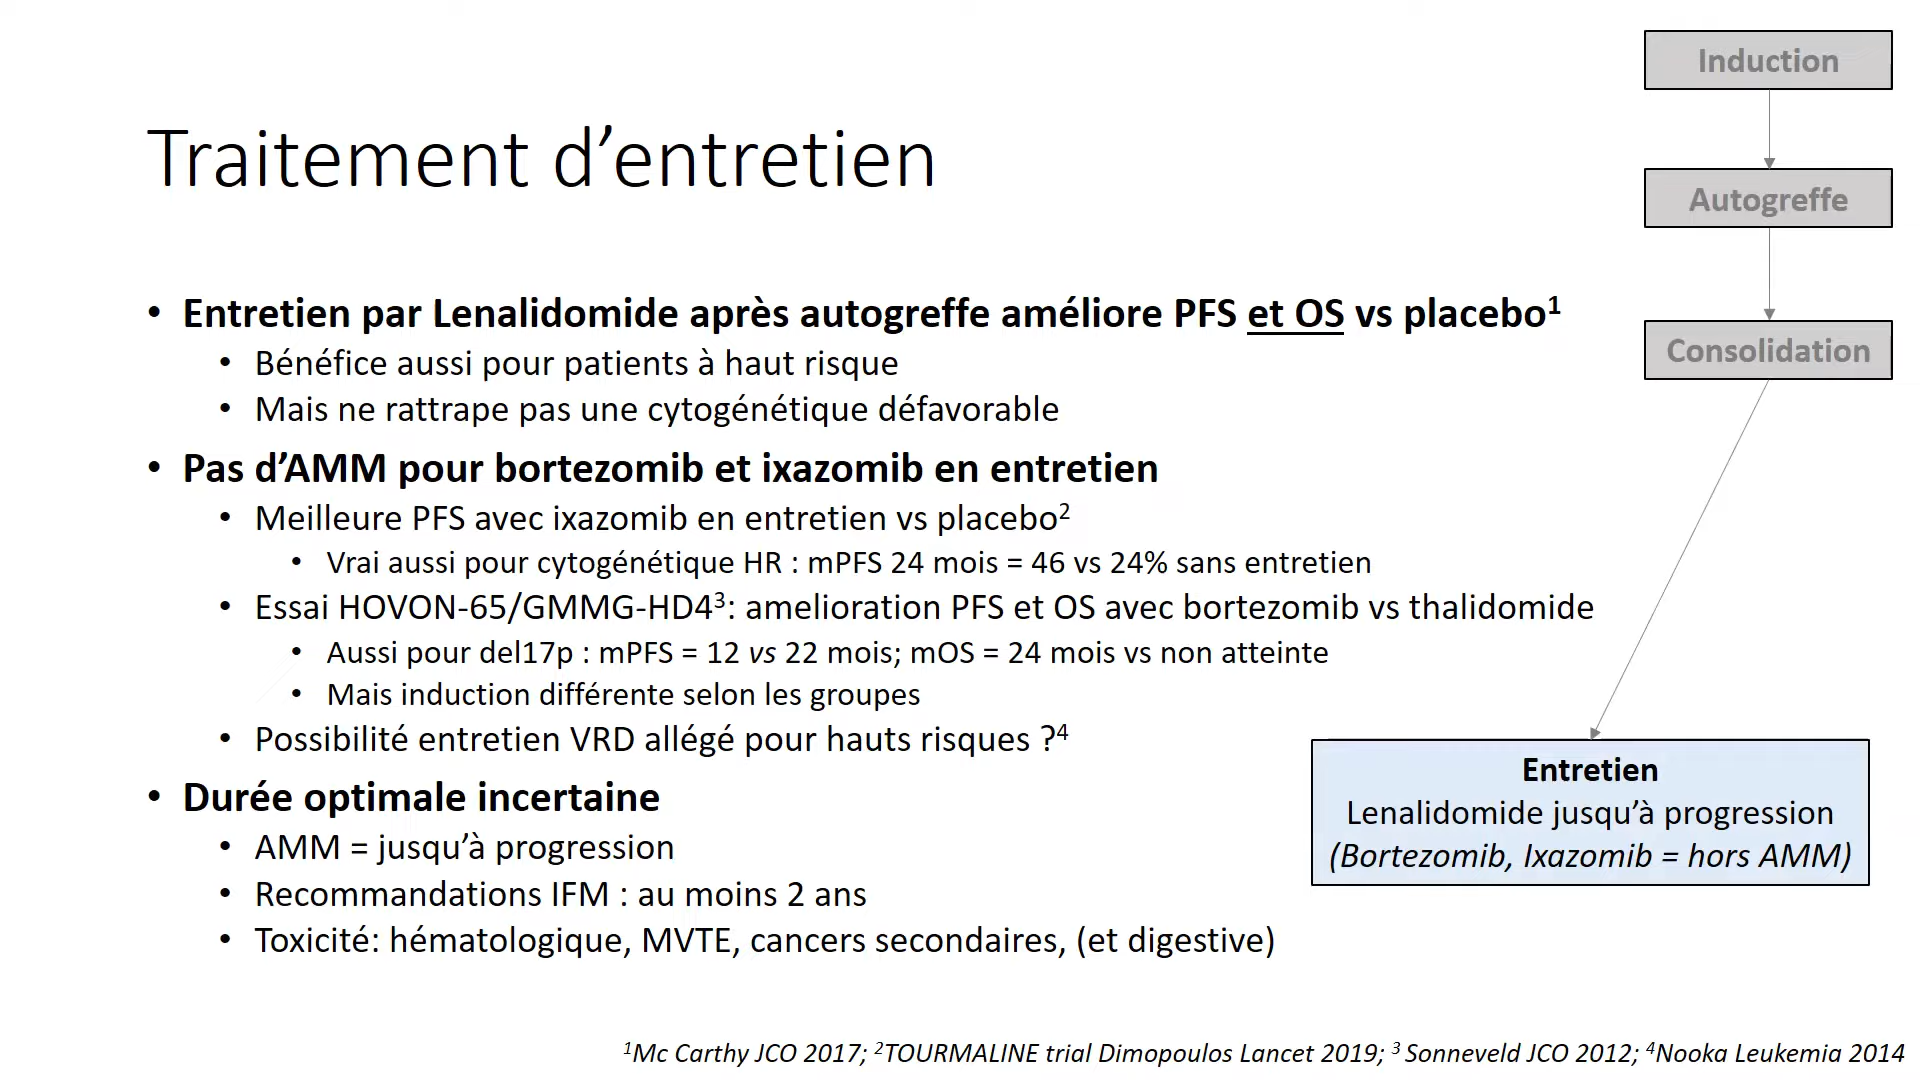 Traitement d’entretien
• Entretien par Lenalidomide après autogreffe améliore PFS et OS vs placebo¹
• Bénéfice aussi pour patients à haut risque
• Mais ne rattrape pas une cytogénétique défavorable
• Pas d’AMM pour bortezomib et ixazomib en entretien
• Meilleure PFS avec ixazomib en entretien vs placebo²
• Vrai aussi pour cytogénétique HR : mPFS 24 mois = 46 vs 24% sans entretien
• Essai HOVON-65/GMMG-HD4³: amelioration PFS et OS avec bortezomib vs thalidomide
• Aussi pour del17p : mPFS = 12 vs 22 mois; mOS = 24 mois vs non atteinte
• Mais induction différente selon les groupes
• Possibilité entretien VRD allégé pour hauts risques ?⁴
• Durée optimale incertaine
• AMM = jusqu’à progression
• Recommandations IFM : au moins 2 ans
• Toxicité: hématologique, MVTE, cancers secondaires, (et digestive)
Induction
Autogreffe
Consolidation
Entretien
Lenalidomide jusqu’à progression
(Bortezomib, Ixazomib = hors AMM)
¹Mc Carthy JCO 2017; ²TOURMALINE trial Dimopoulos Lancet 2019; ³ Sonneveld JCO 2012; ⁴Nooka Leukemia 2014